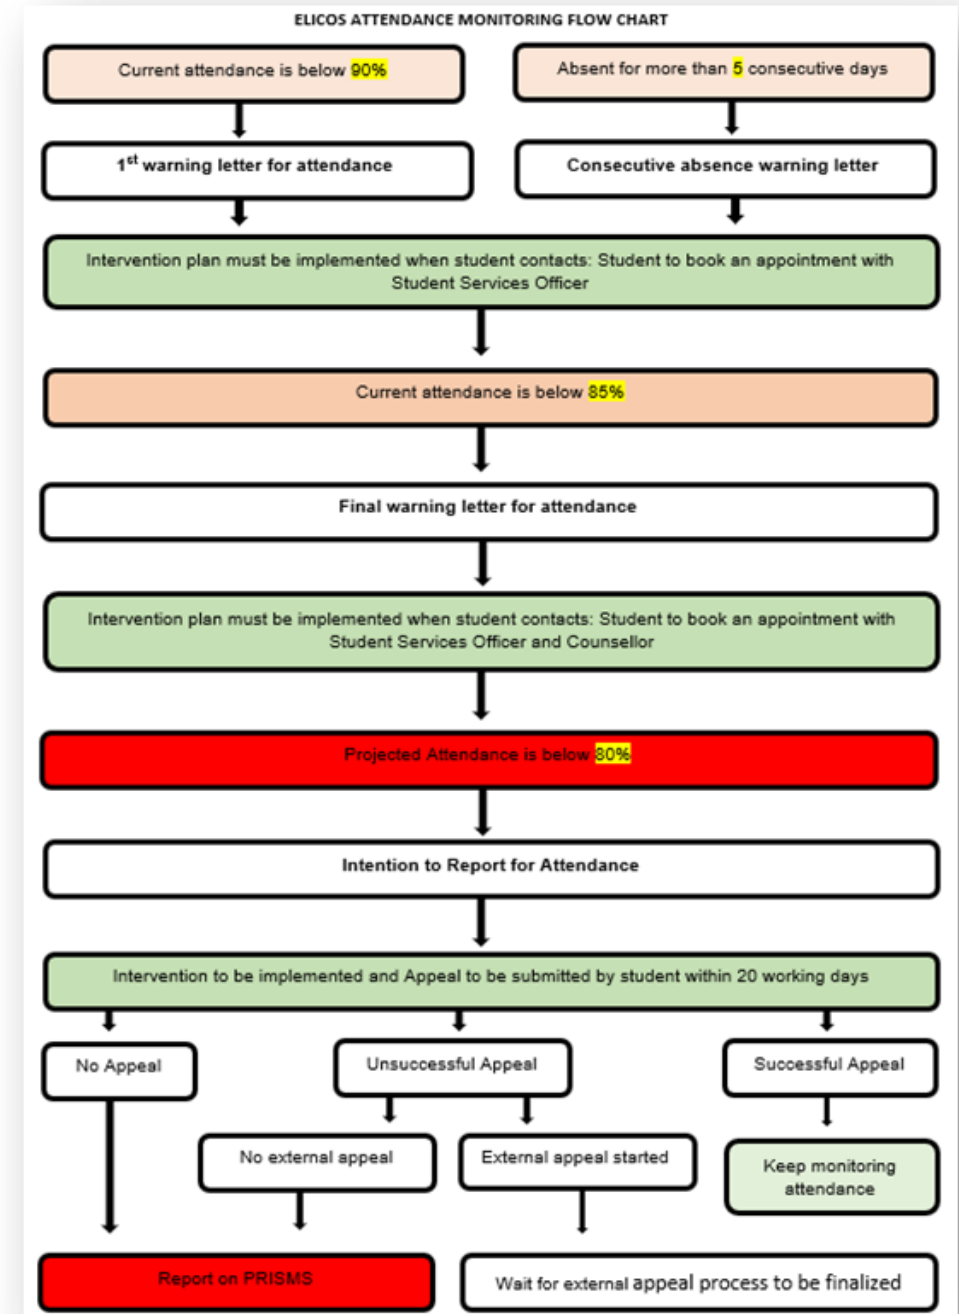 ELICOS ATTENDANCE MONITORING FLOW CHART
Current attendance is below 90%
Absent for more than 5 consecutive days
1st warning letter for attendance
Consecutive absence warning letter
Intervention plan must be implemented when student contacts: Student to book an appointment with
Student Services Officer
Current attendance is below 85%
Final warning letter for attendance
Intervention plan must be implemented when student contacts: Student to book an appointment with
Student Services Officer and Counsellor
Projected Attendance is below 80%
Intention to Report for Attendance
Intervention to be implemented and Appeal to be submitted by student within 20 working days
No Appeal
Unsuccessful Appeal
Successful Appeal
No external appeal
External appeal started
Keep monitoring
attendance
Report on PRISMS
Wait for external appeal process to be finalized